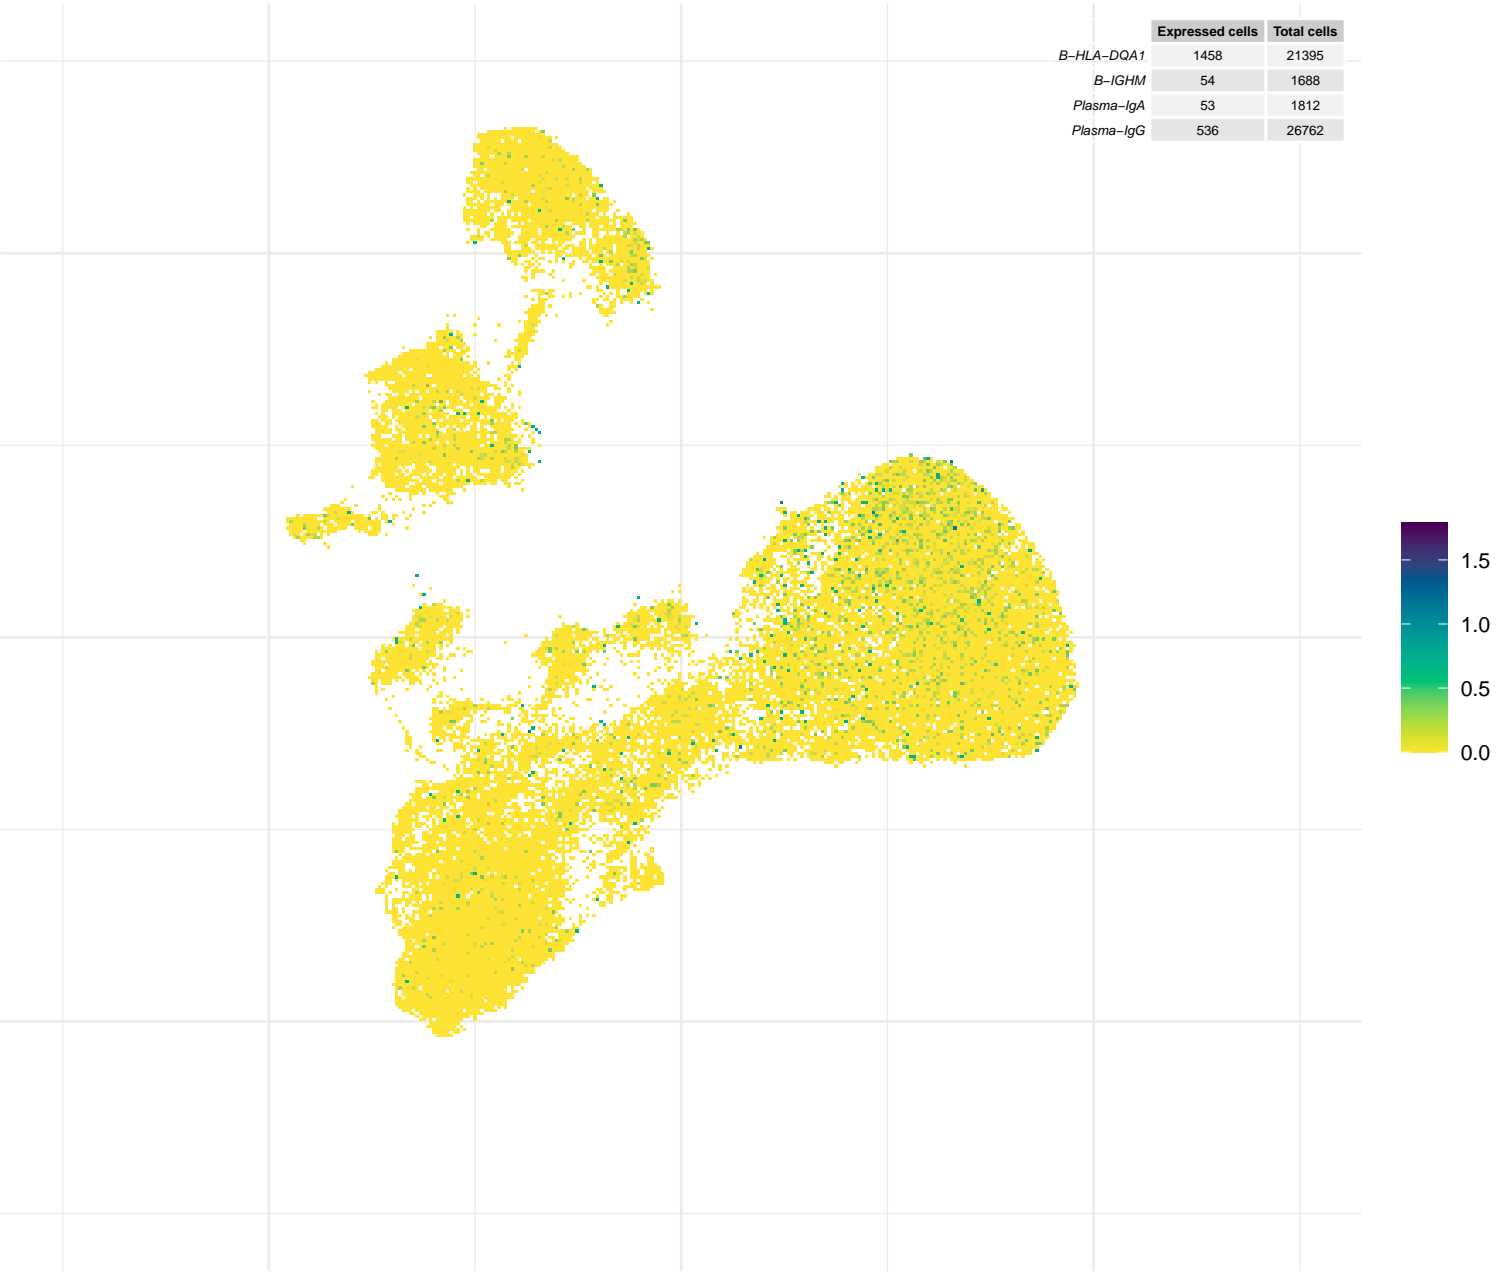 Expressed cells Total cells
B−HLA−DQA1 1458 21395
B−IGHM 54 1688
Plasma−IgA 53 1812
Plasma−IgG 536 26762
1.5
1.0
0.5
0.0